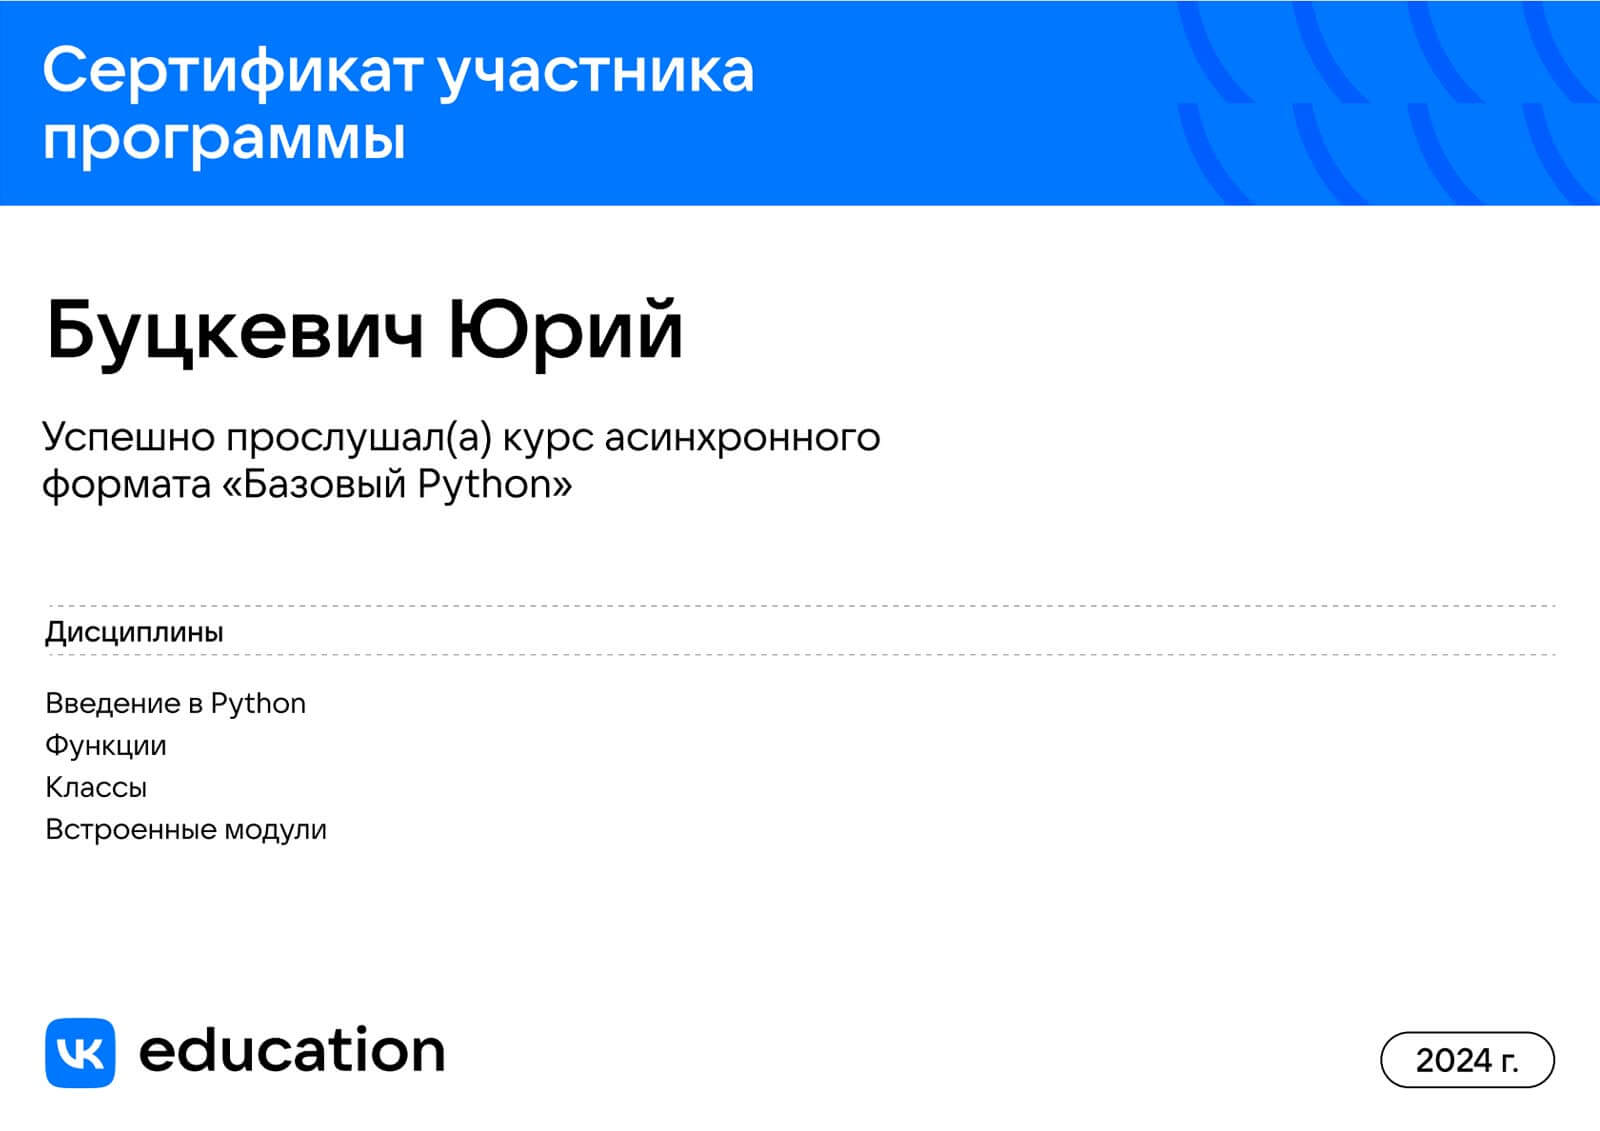 Сертификат участника
программы
Буцкевич Юрий
Успешно прослушал(а) курс асинхронного
формата «Базовый Python»
Дисциплины
Введение в Python
Функции
Классы
Встроенные модули
VK education
2024 г.